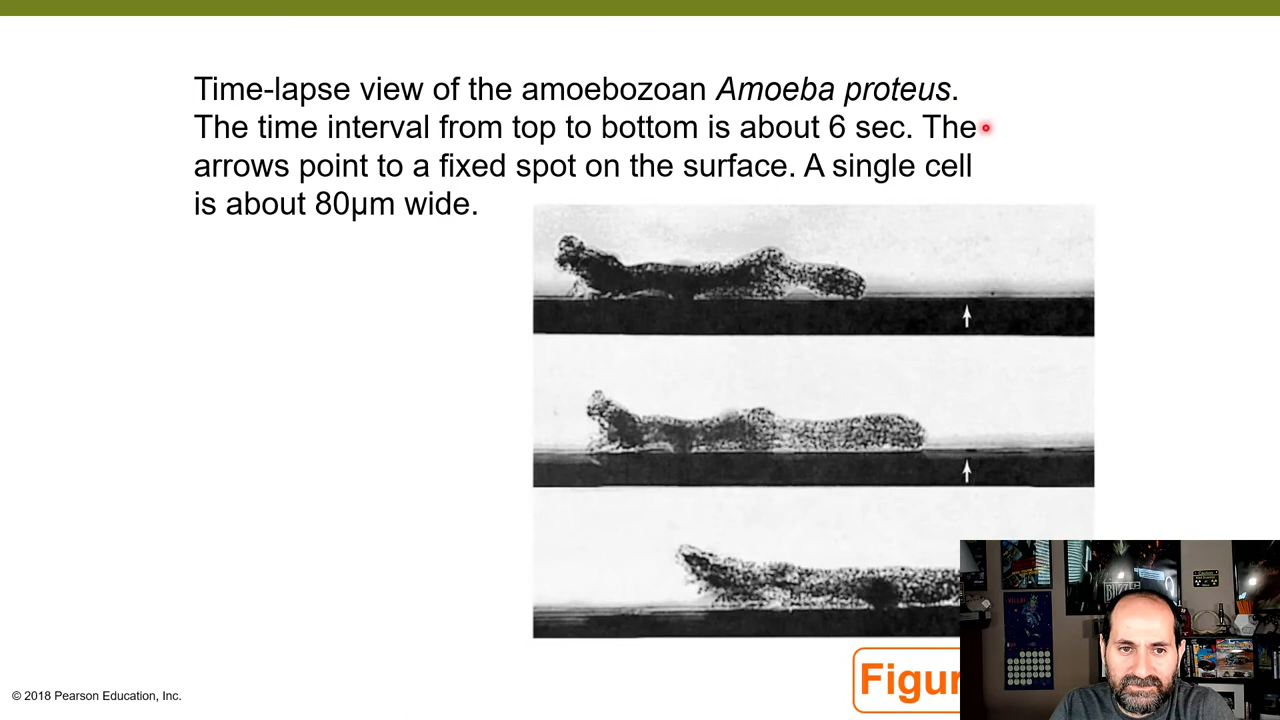 Time-lapse view of the amoebozoan Amoeba proteus.
The time interval from top to bottom is about 6 sec. The
arrows point to a fixed spot on the surface. A single cell
is about 80µm wide.
BUZZ
Figur
© 2018 Pearson Education, Inc.